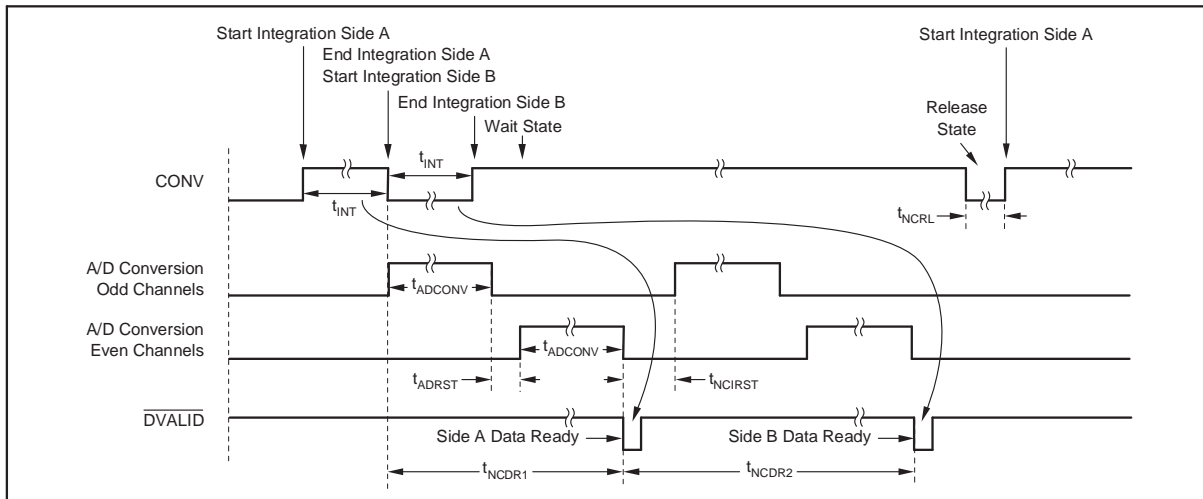 Start Integration Side A
Start Integration Side A
End Integration Side A
Start Integration Side B
End Integration Side B
Wait State
Release
State
CONV
tINT
tINT
tNCRL
A/D Conversion
Odd Channels
tADCONV
A/D Conversion
Even Channels
tADCONV
tADRST
tNCIRST
DVALID
Side A Data Ready
Side B Data Ready
tNCDR1
tNCDR2